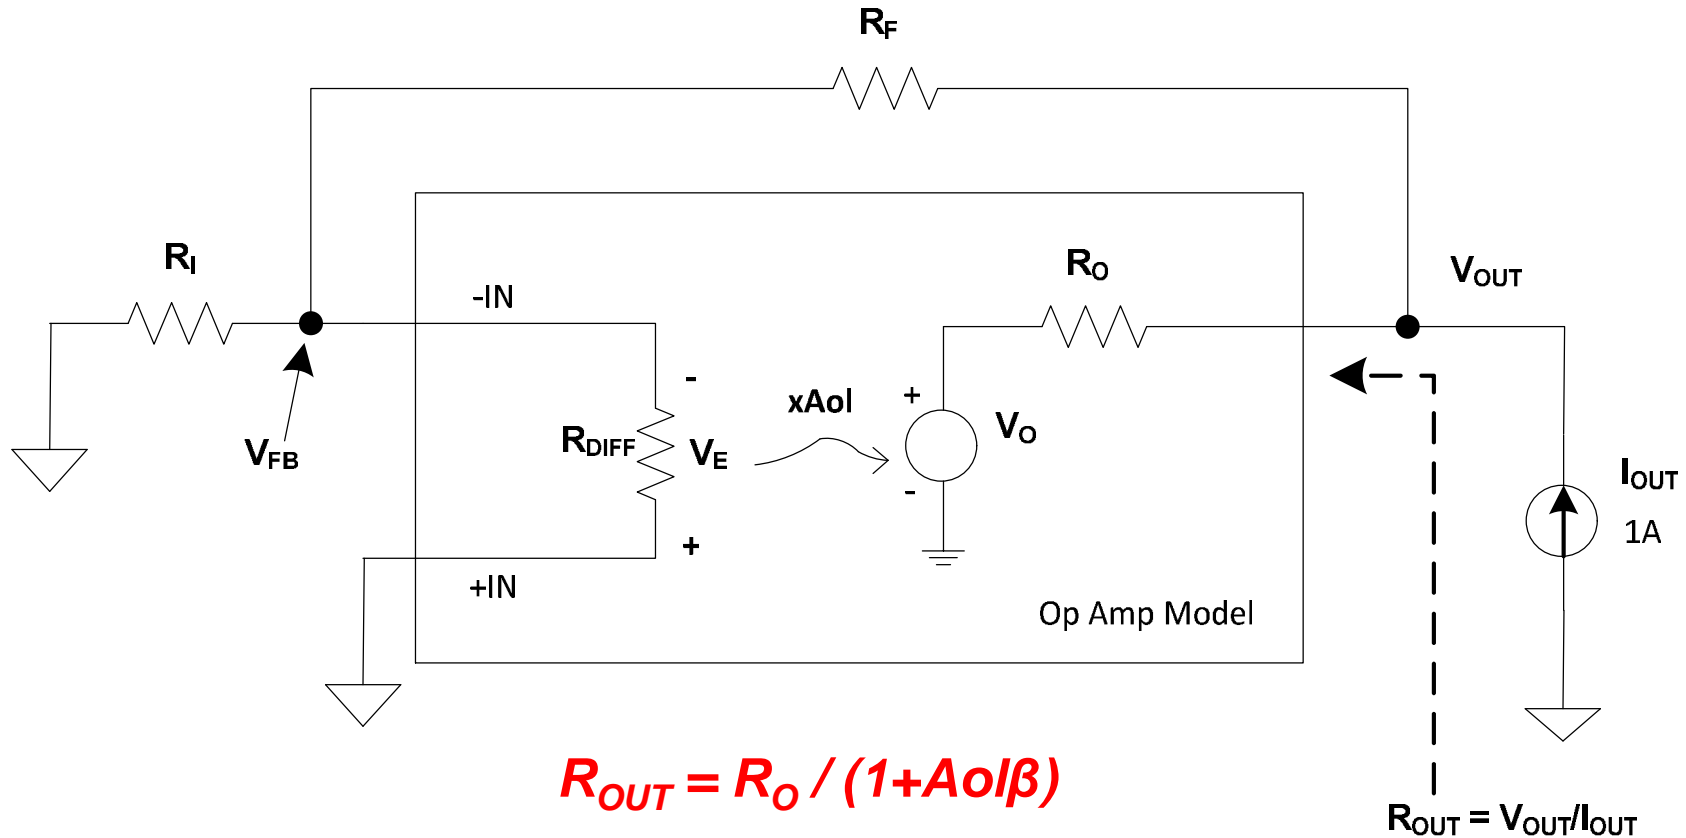 RF
RI
-IN
RO
VOUT
-
xAol
+
VFB
RDIFF
VE
VO
-
IOUT
1A
+
+IN
Op Amp Model
ROUT = RO / (1+Aolβ)
ROUT = VOUT/IOUT